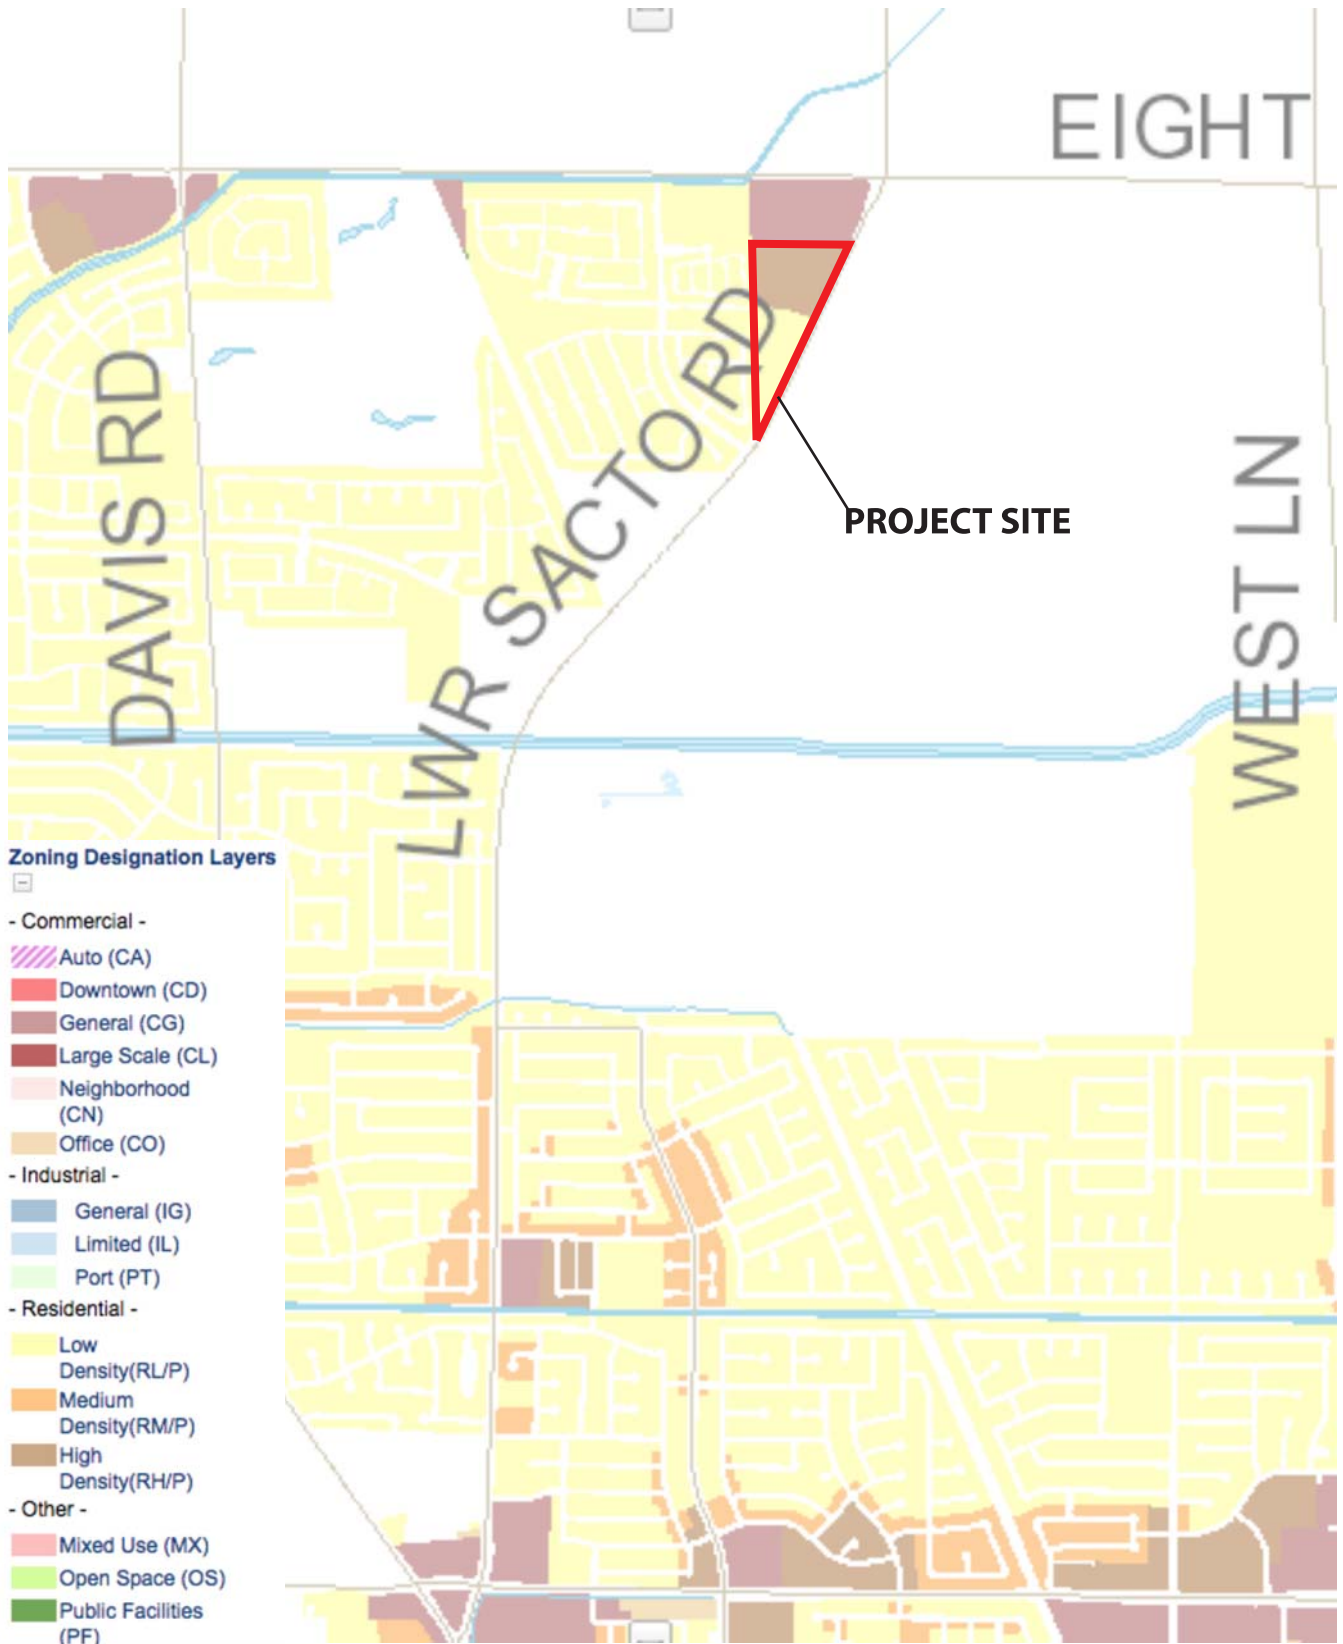 EIGHT
DAVIS RD
LWR SACTO RD
WEST LN
PROJECT SITE
Zoning Designation Layers
- Commercial -
Auto (CA)
Downtown (CD)
General (CG)
Large Scale (CL)
Neighborhood
(CN)
Office (CO)
- Industrial -
General (IG)
Limited (IL)
Port (PT)
- Residential -
Low
Density(RL/P)
Medium
Density(RM/P)
High
Density(RH/P)
- Other -
Mixed Use (MX)
Open Space (OS)
Public Facilities
(PF)